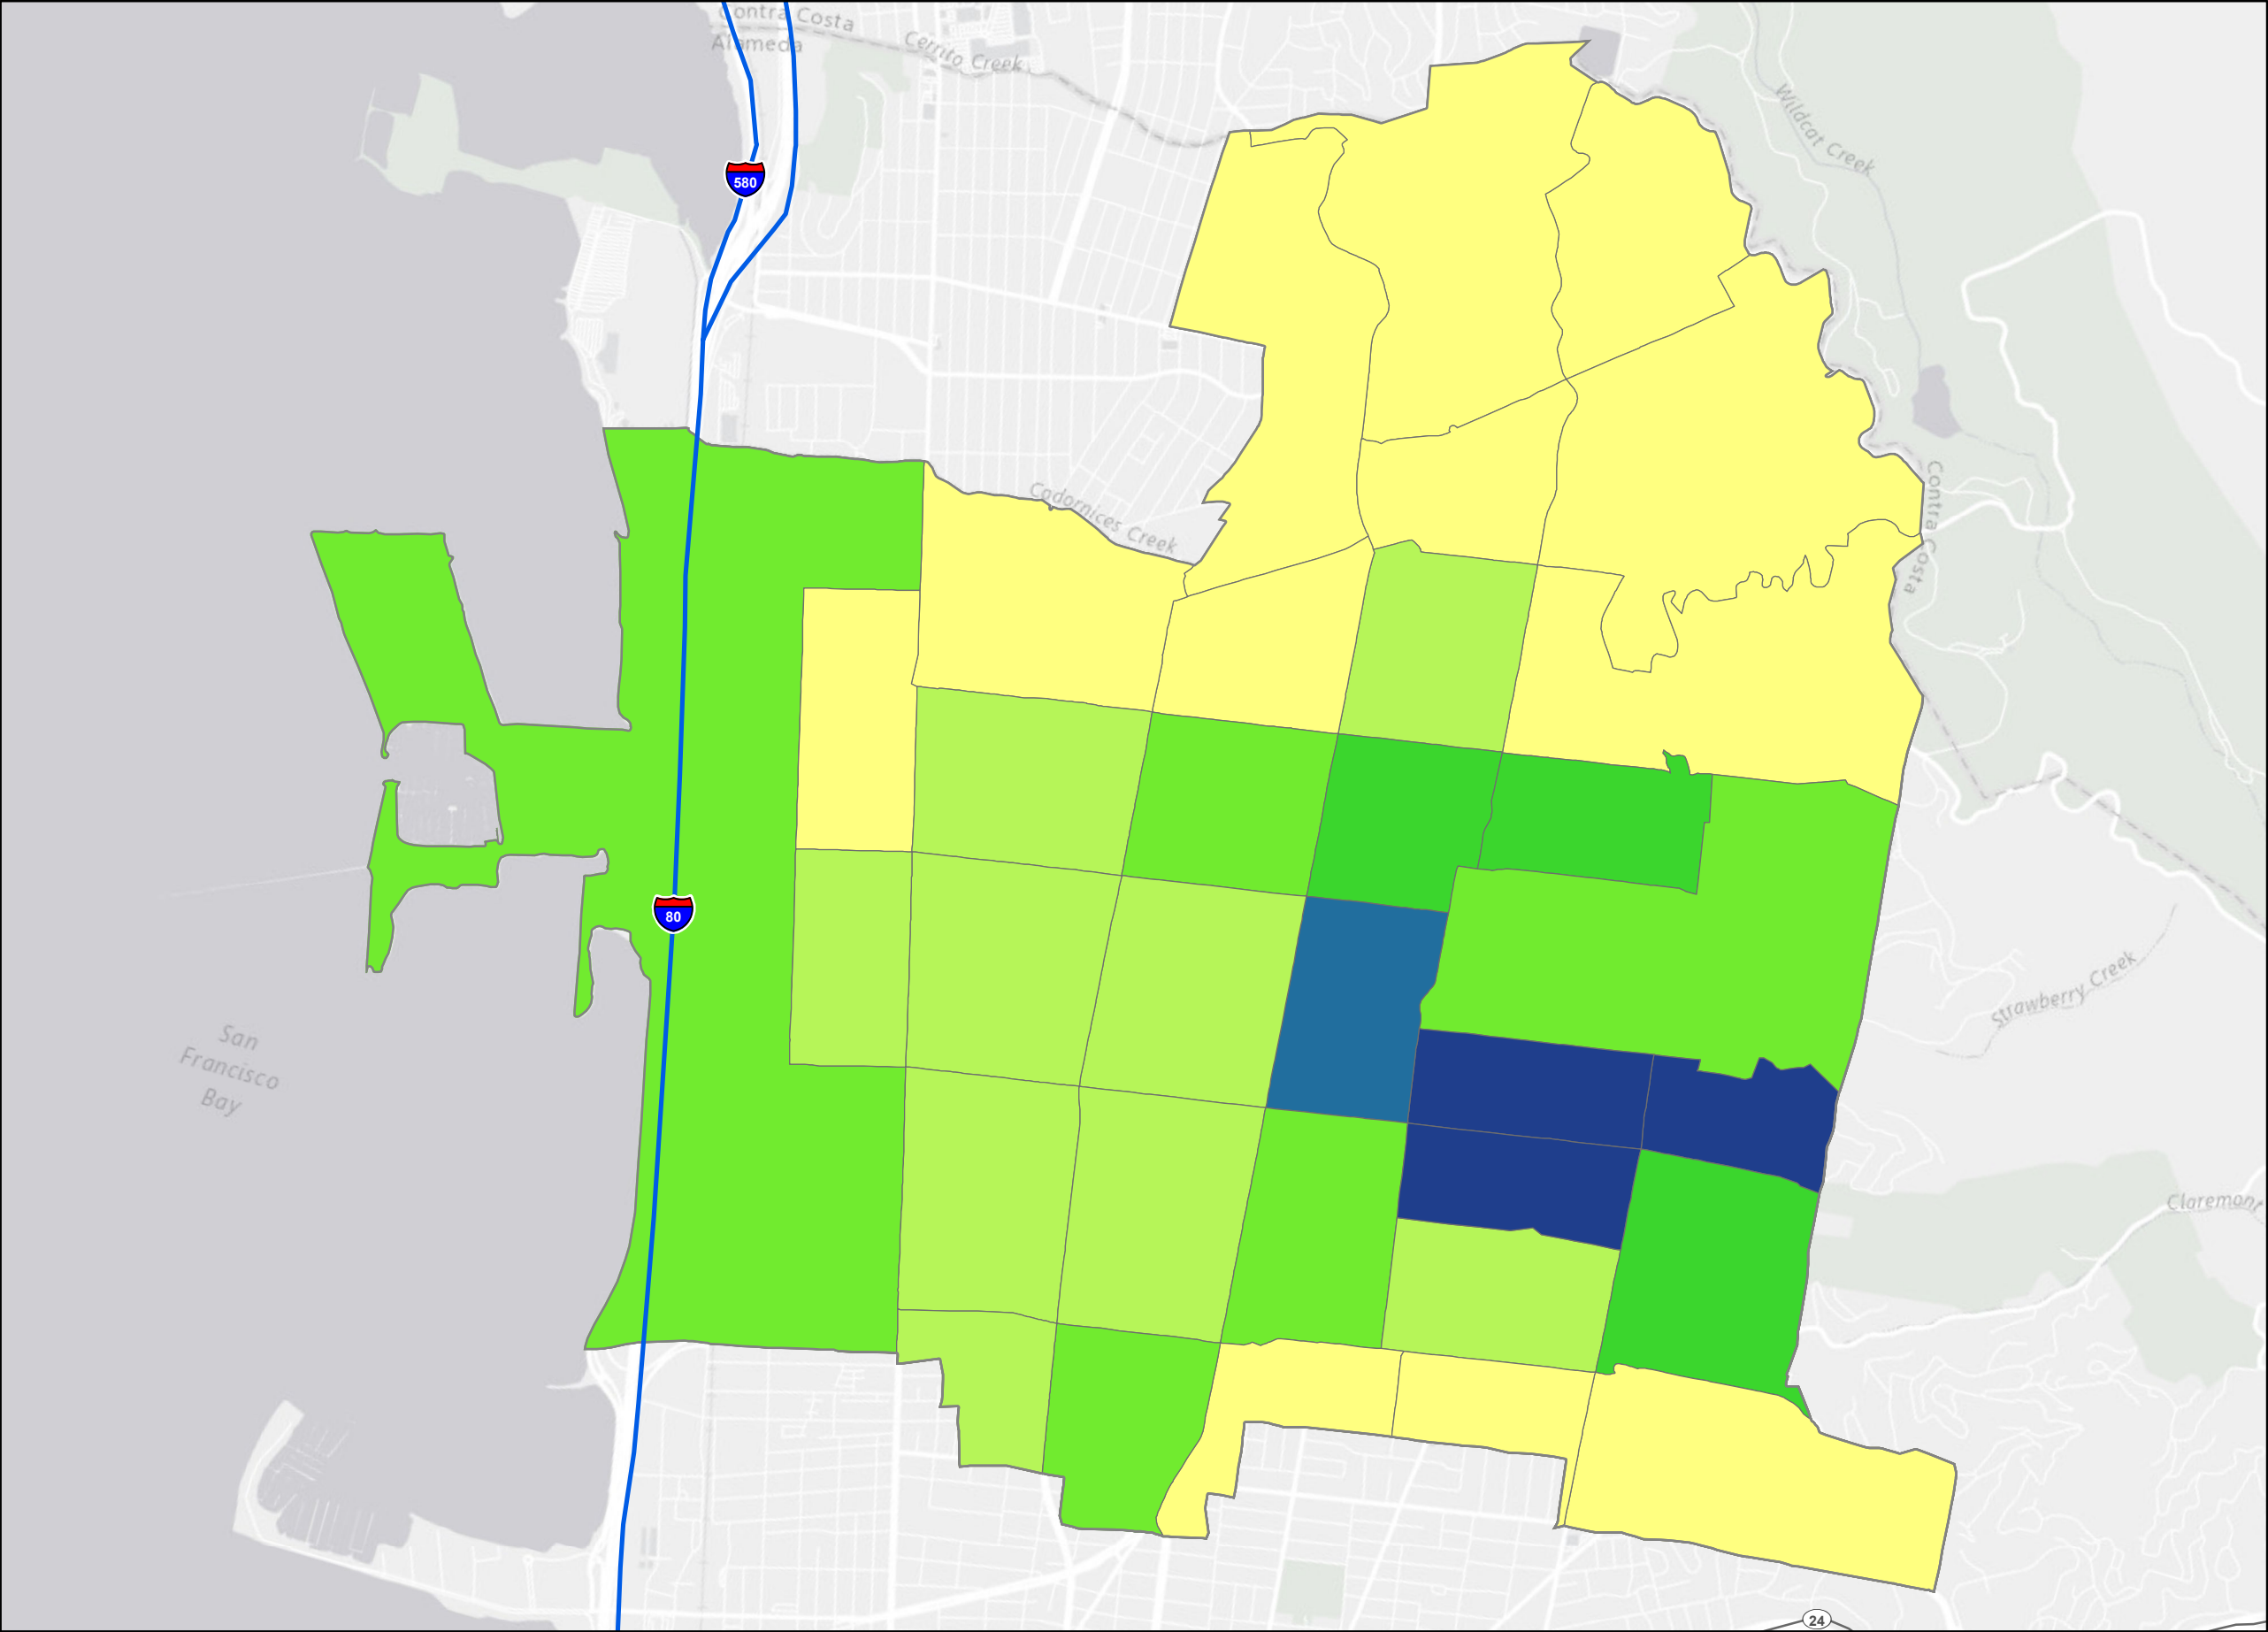 Contra Costa
Alameda
Cerrito Creek
Wildcat Creek
580
Contra Costa
Codornices Creek
80
Strawberry Creek
San
Francisco
Bay
Claremont
24